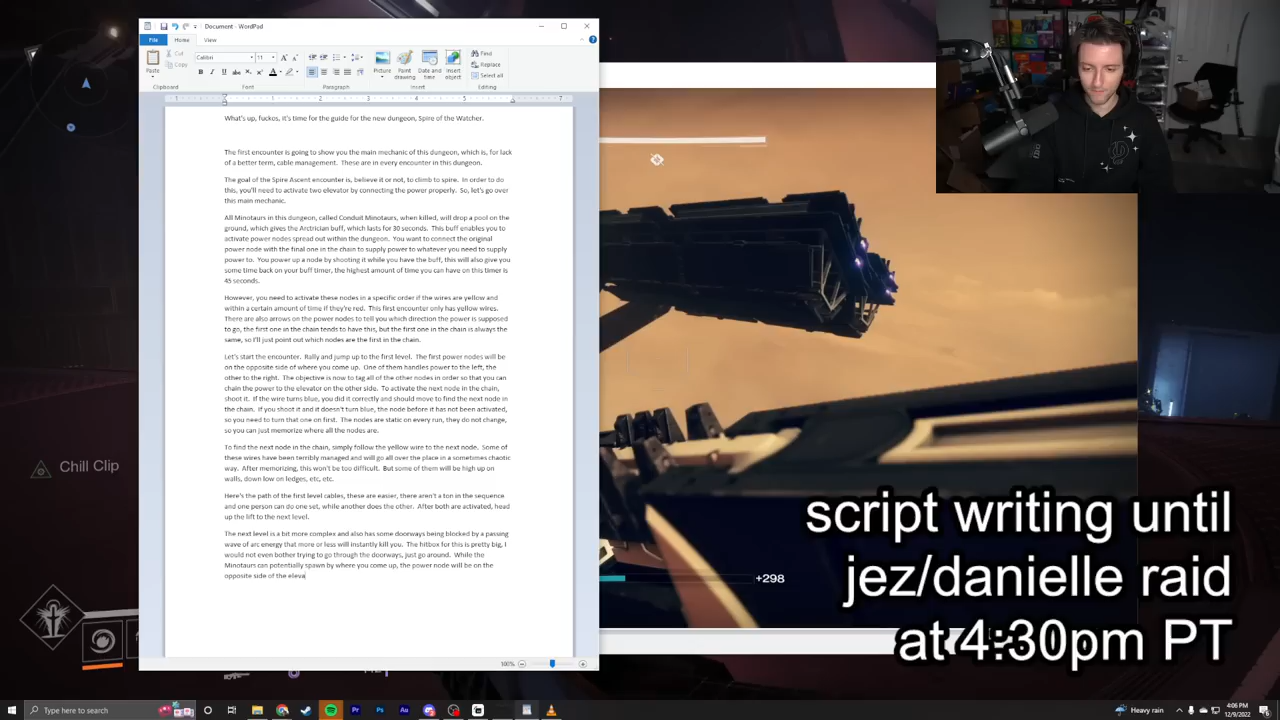 Document - WordPad
File
Home
View
Cut
Copy
Paste
Clipboard
Calibri
11
Font
Paragraph
Picture
Paint drawing
Date and time
Insert object
Insert
Find
Replace
Select all
Editing
What's up, fuckos, it's time for the guide for the new dungeon, Spire of the Watcher.
The first encounter is going to show you the main mechanic of this dungeon, which is, for lack
of a better term, cable management. These are in every encounter in this dungeon.
The goal of the Spire Ascent encounter is, believe it or not, to climb to spire. In order to do
this, you'll need to activate two elevator by connecting the power properly. So, let's go over
this main mechanic.
All Minotaurs in this dungeon, called Conduit Minotaurs, when killed, will drop a pool on the
ground, which gives the Arctrician buff, which lasts for 30 seconds. This buff enables you to
activate power nodes spread out within the dungeon. You want to connect the original
power node with the final one in the chain to supply power to whatever you need to supply
power to. You power up a node by shooting it while you have the buff, this will also give you
some time back on your buff timer, the highest amount of time you can have on this timer is
45 seconds.
However, you need to activate these nodes in a specific order if the wires are yellow and
within a certain amount of time if they're red. This first encounter only has yellow wires.
There are also arrows on the power nodes to tell you which direction the power is supposed
to go, the first one in the chain tends to have this, but the first one in the chain is always the
same, so I'll just point out which nodes are the first in the chain.
Let's start the encounter. Rally and jump up to the first level. The first power nodes will be
on the opposite side of where you come up. One of them handles power to the left, the
other to the right. The objective is now to tag all of the other nodes in order so that you can
chain the power to the elevator on the other side. To activate the next node in the chain,
shoot it. If the wire turns blue, you did it correctly and should move to find the next node in
the chain. If you shoot it and it doesn't turn blue, the node before it has not been activated,
so you need to turn that one on first. The nodes are static on every run, they do not change,
so you can just memorize where all the nodes are.
To find the next node in the chain, simply follow the yellow wire to the next node. Some of
these wires have been terribly managed and will go all over the place in a sometimes chaotic
way. After memorizing, this won't be too difficult. But some of them will be high up on
walls, down low on ledges, etc, etc.
Here's the path of the first level cables, these are easier, there aren't a ton in the sequence
and one person can do one set, while another does the other. After both are activated, head
up the lift to the next level.
The next level is a bit more complex and also has some doorways being blocked by a passing
wave of arc energy that more or less will instantly kill you. The hitbox for this is pretty big, I
would not even bother trying to go through the doorways, just go around. While the
Minotaurs can potentially spawn by where you come up, the power node will be on the
opposite side of the eleva
100%
Chill Clip
+298
script writing until
jez/danielle raid
at 4:30pm PT
Type here to search
Heavy rain
4:06 PM
12/9/2022